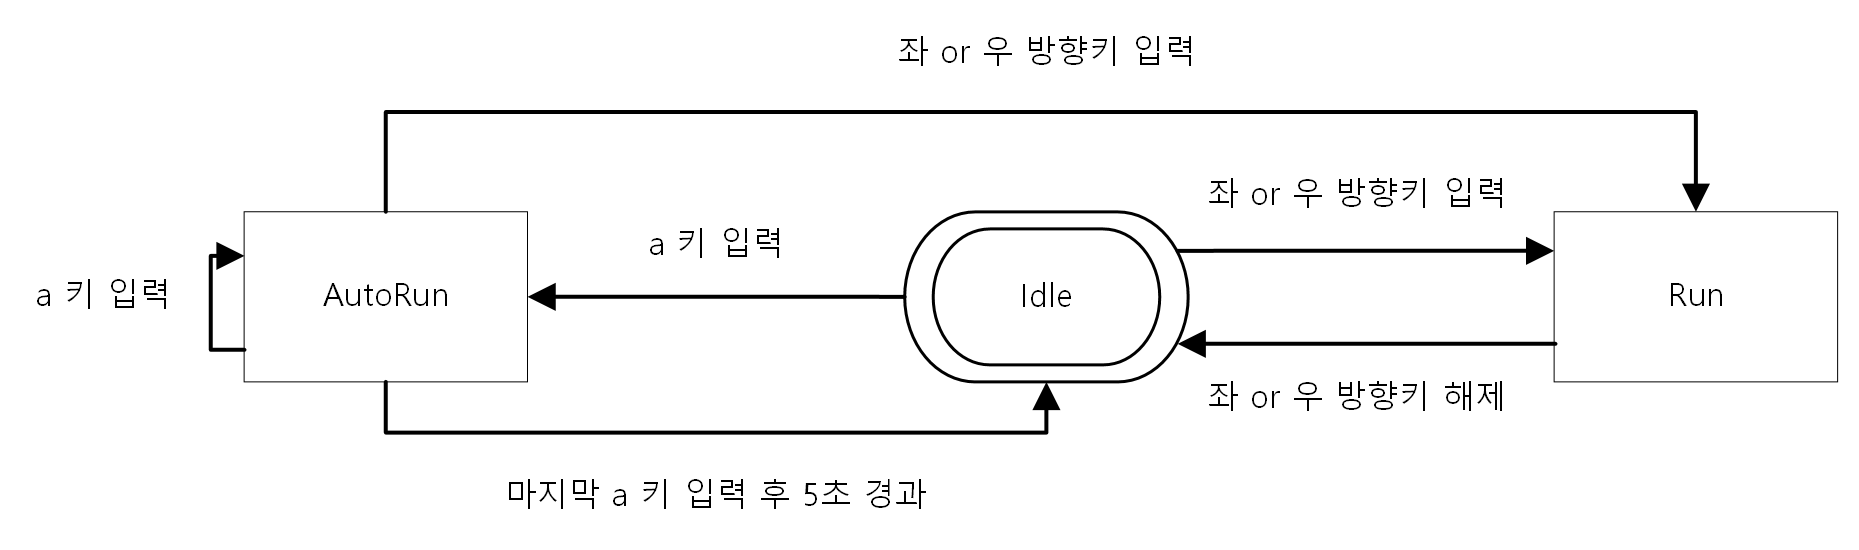 좌 or 우 방향키 입력
좌 or 우 방향키 입력
a 키 입력
a 키 입력
AutoRun
Idle
Run
좌 or 우 방향키 해제
마지막 a 키 입력 후 5초 경과